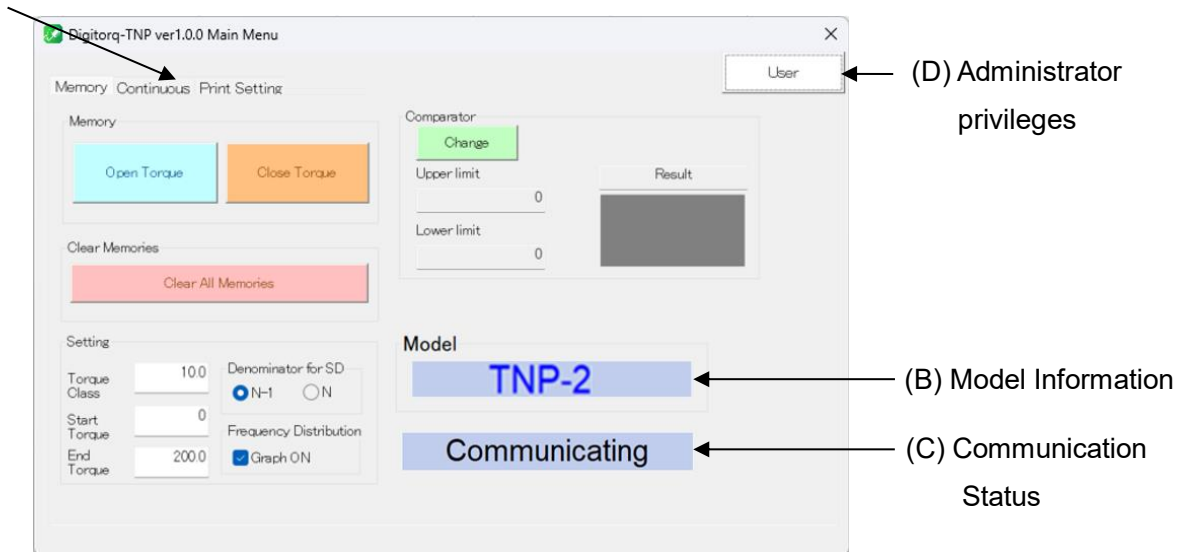 Digitorq-TNP ver1.0.0 Main Menu
User
(D) Administrator
privileges
Memory Continuous Print Setting
Memory
Open Torque
Close Torque
Comparator
Change
Upper limit
0
Lower limit
0
Result
Clear Memories
Clear All Memories
Setting
Torque
Class
10.0
Start
Torque
0
End
Torque
200.0
Denominator for SD
N-1
N
Frequency Distribution
Graph ON
Model
TNP-2
(B) Model Information
Communicating
(C) Communication
Status